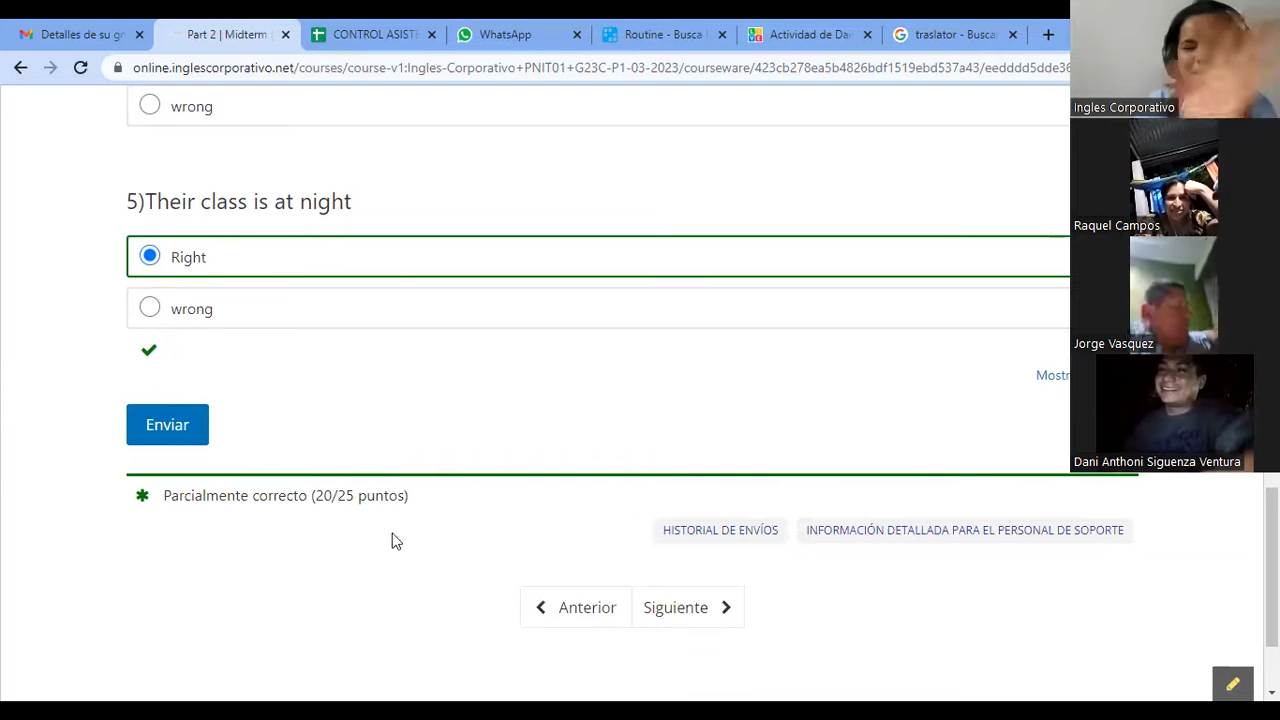 Detalles de su gr
Part 2 | Midterm
CONTROL ASIST
WhatsApp
Routine - Busca
Actividad de Da
traslator - Busca
online.inglescorporativo.net/courses/course-v1:Ingles-Corporativo+PNIT01+G23C-P1-03-2023/courseware/423cb278ea5b4826bdf1519ebd537a43/eedddd5dde36
Ingles Corporativo
wrong
5)Their class is at night
Raquel Campos
Right
wrong
Jorge Vasquez
Mostr
Enviar
Dani Anthoni Siguenza Ventura
Parcialmente correcto (20/25 puntos)
HISTORIAL DE ENVÍOS
INFORMACIÓN DETALLADA PARA EL PERSONAL DE SOPORTE
Anterior
Siguiente